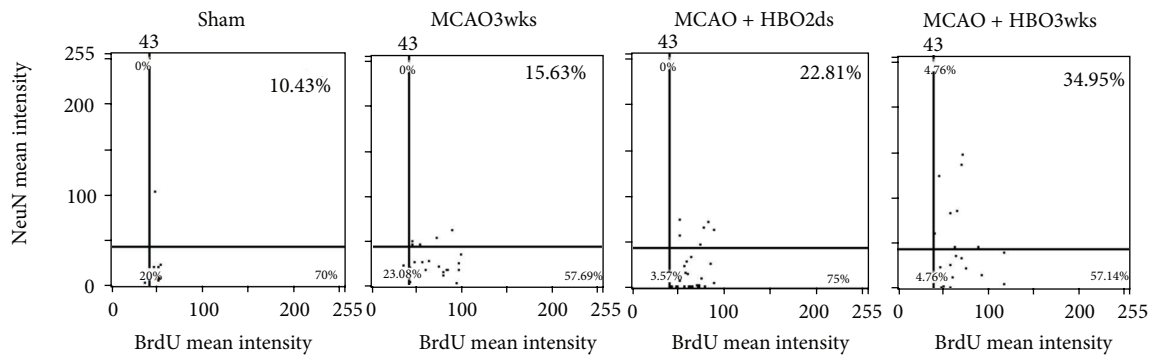 Sham MCAO3wks MCAO + HBO2ds MCAO + HBO3wks
43 43 43 43
255 0% 10.43% 0% 15.63% 0% 22.81% 4.76% 34.95%
200
NeuN mean intensity
100
20% 70% 23.08% 57.69% 3.57% 75% 4.76% 57.14%
0
0 100 200 255 0 100 200 255 0 100 200 255 0 100 200 255
BrdU mean intensity BrdU mean intensity BrdU mean intensity BrdU mean intensity